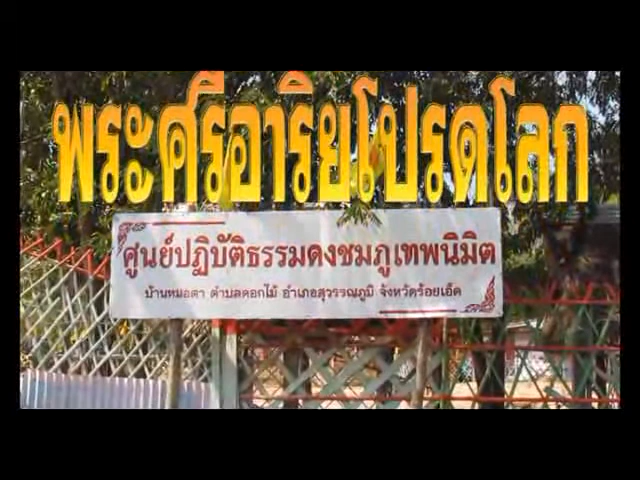 พระศรีอาริยโปรดโลก
ศูนย์ปฏิบัติธรรมดงชมภูเทพนิมิต
บ้านหมอตา ตำบลดอกไม้ อำเภอสุวรรณภูมิ จังหวัดร้อยเอ็ด